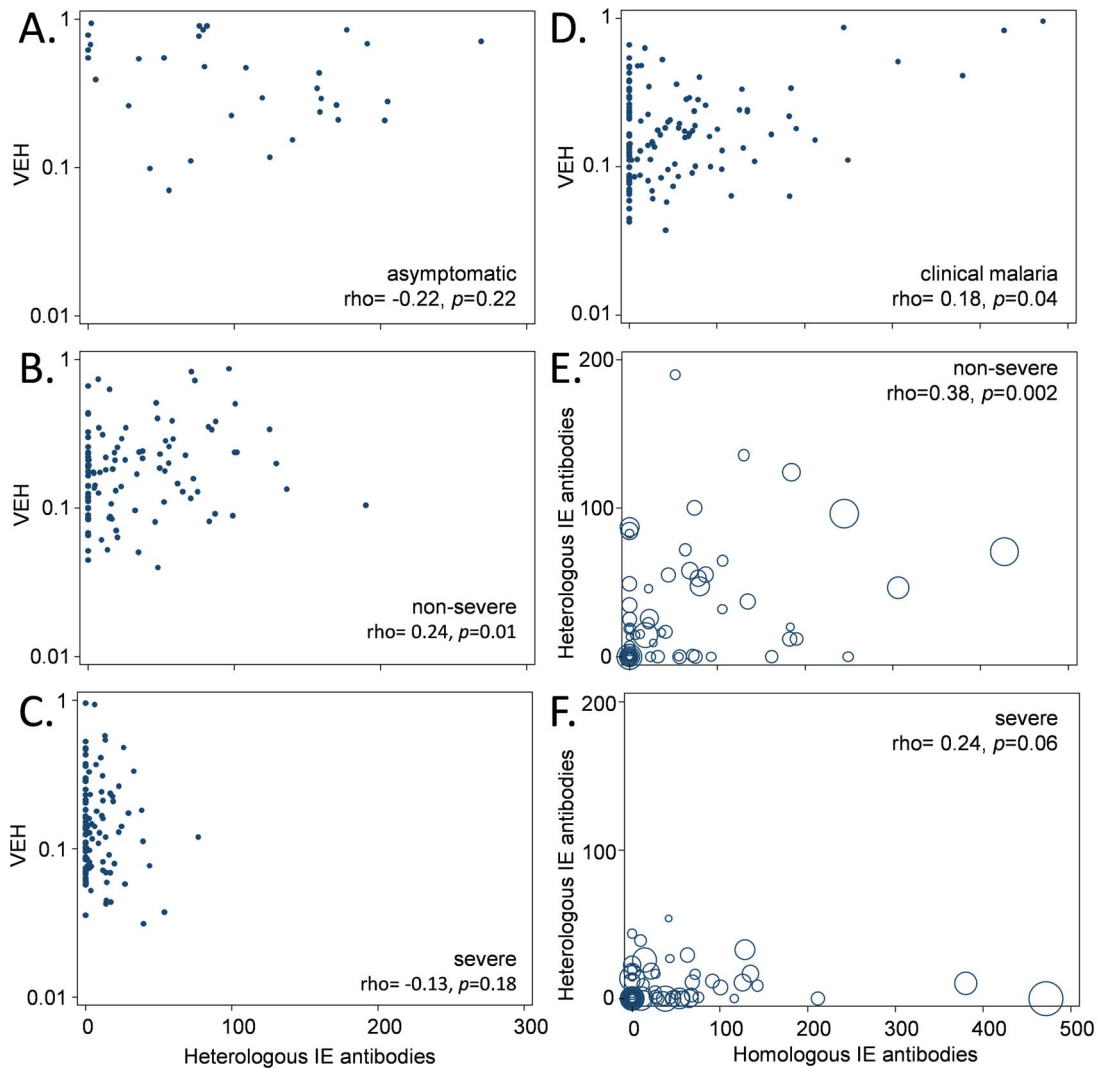 A.
1
0.1
0.01
VEH
asymptomatic
rho= -0.22, p=0.22
B.
1
0.1
0.01
VEH
non-severe
rho= 0.24, p=0.01
C.
1
0.1
0.01
VEH
severe
rho= -0.13, p=0.18
0 100 200 300
Heterologous IE antibodies
D.
1
0.1
0.01
VEH
clinical malaria
rho= 0.18, p=0.04
E.
200
100
0
Heterologous IE antibodies
non-severe
rho=0.38, p=0.002
F.
200
100
0
Heterologous IE antibodies
severe
rho= 0.24, p=0.06
0 100 200 300 400 500
Homologous IE antibodies